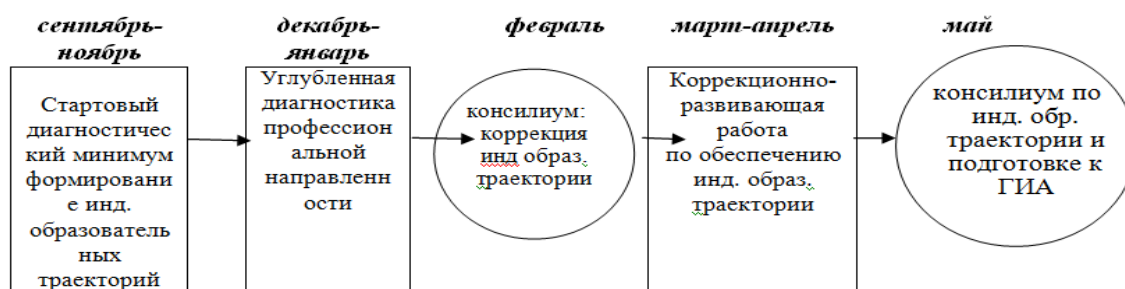 сентябрь-
ноябрь
декабрь-
январь
февраль
март-апрель
май
Стартовый
диагностичес
кий минимум
формировани
е инд.
образователь
ных
траекторий
Углубленная
диагностика
профессион
альной
направленн
ости
консилиум:
коррекция
инд образ.
траектории
Коррекционно-
развивающая
работа
по обеспечению
инд. образ.
траектории
консилиум по
инд. обр.
траектории и
подготовке к
ГИА